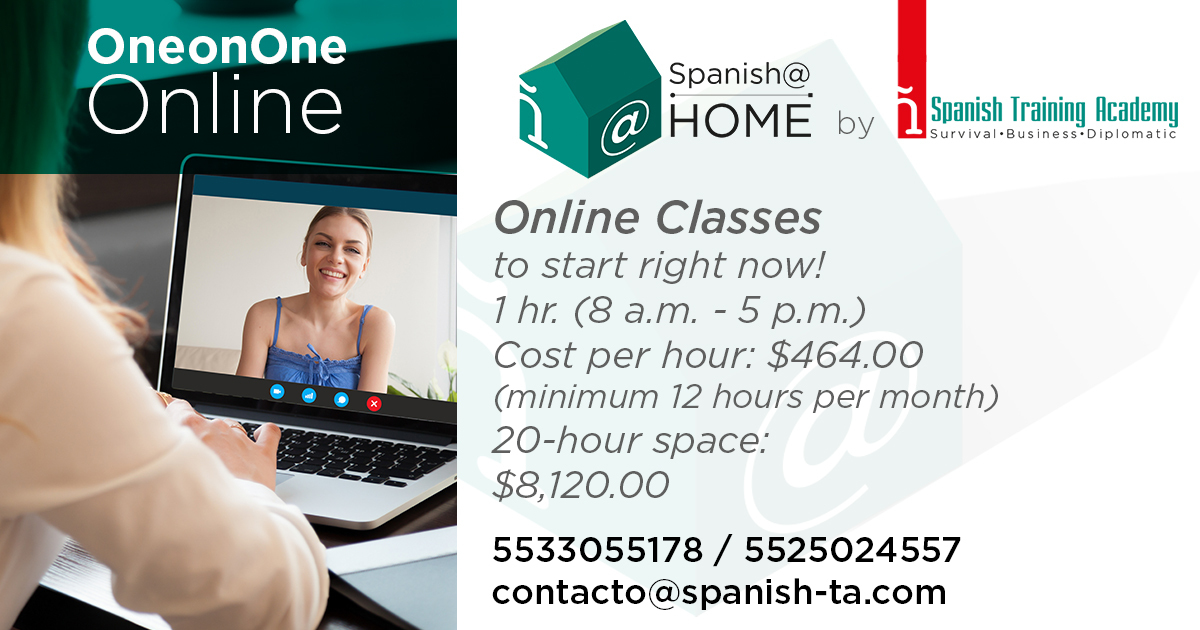 OneonOne
Online
Spanish@
HOME
by
Spanish Training Academy
Survival•Business•Diplomatic
Online Classes
to start right now!
1 hr. (8 a.m. - 5 p.m.)
Cost per hour: $464.00
(minimum 12 hours per month)
20-hour space:
$8,120.00
5533055178 / 5525024557
contacto@spanish-ta.com